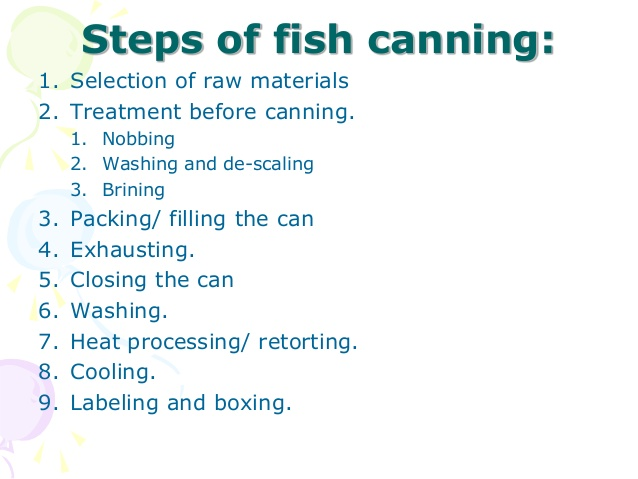 Steps of fish canning:
1. Selection of raw materials
2. Treatment before canning.
1. Nobbing
2. Washing and de-scaling
3. Brining
3. Packing/ filling the can
4. Exhausting.
5. Closing the can
6. Washing.
7. Heat processing/ retorting.
8. Cooling.
9. Labeling and boxing.